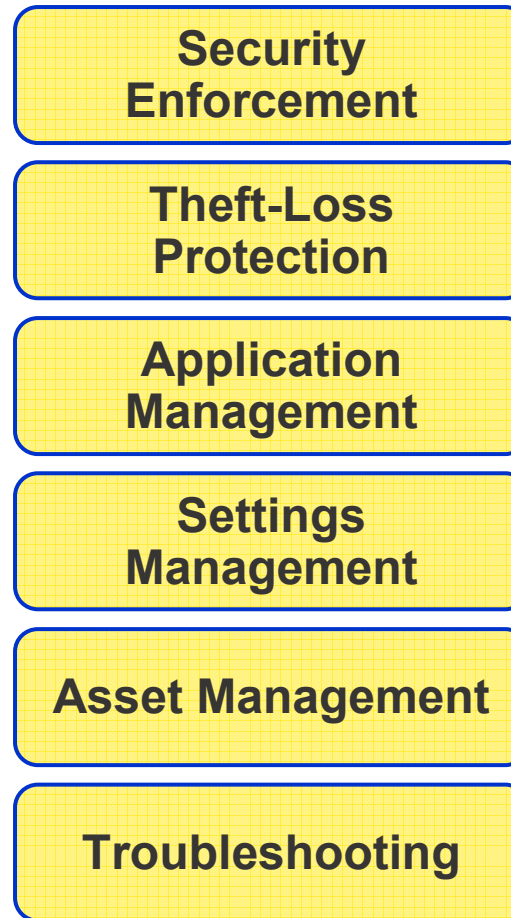 Security
Enforcement
Theft-Loss
Protection
Application
Management
Settings
Management
Asset Management
Troubleshooting